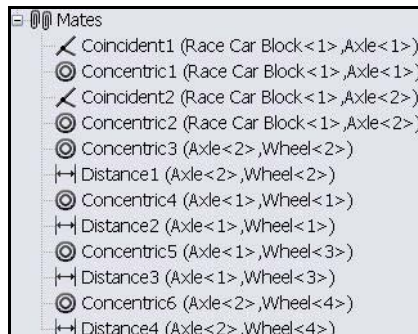 Mates
Coincident1 (Race Car Block<1>,Axle<1>)
Concentric1 (Race Car Block<1>,Axle<1>)
Coincident2 (Race Car Block<1>,Axle<2>)
Concentric2 (Race Car Block<1>,Axle<2>)
Concentric3 (Axle<2>,Wheel<2>)
Distance1 (Axle<2>,Wheel<2>)
Concentric4 (Axle<1>,Wheel<1>)
Distance2 (Axle<1>,Wheel<1>)
Concentric5 (Axle<1>,Wheel<3>)
Distance3 (Axle<1>,Wheel<3>)
Concentric6 (Axle<2>,Wheel<4>)
Distance4 (Axle<2>,Wheel<4>)